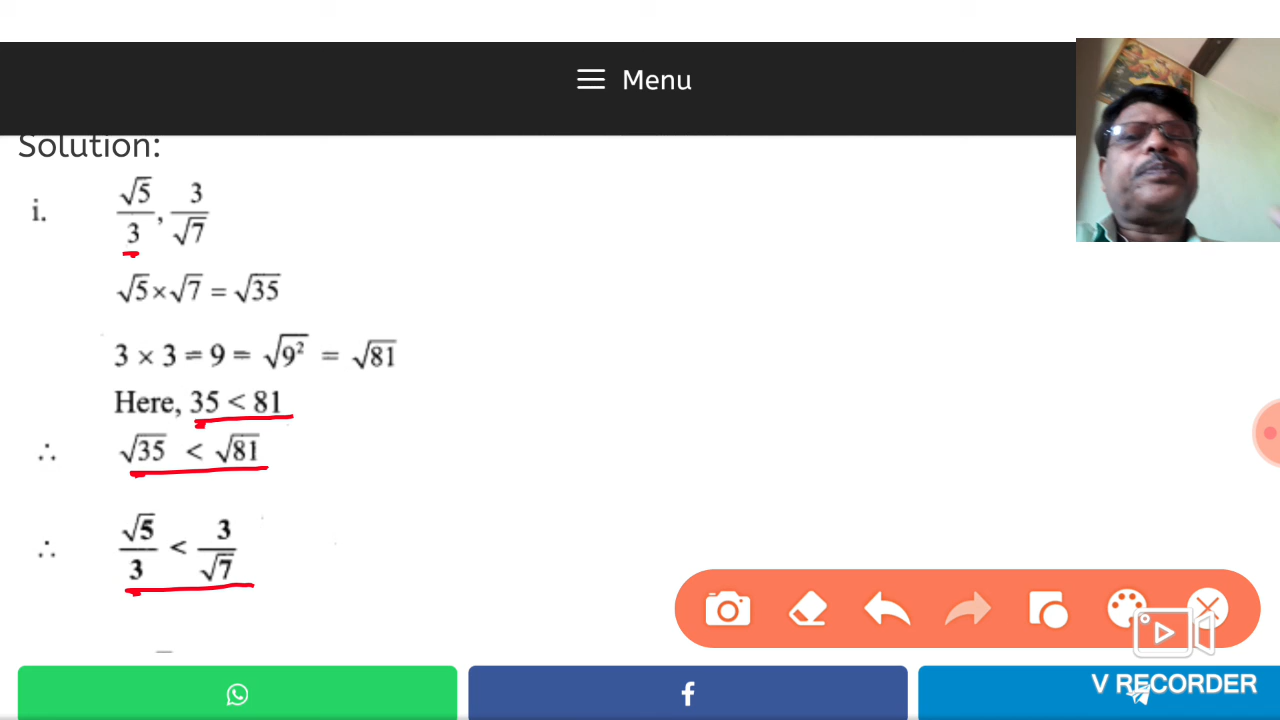 Menu
Solution:
i. √5/3, 3/√7
√5 × √7 = √35
3 × 3 = 9 = √9² = √81
Here, 35 < 81
∴ √35 < √81
∴ √5/3 < 3/√7
V RECORDER